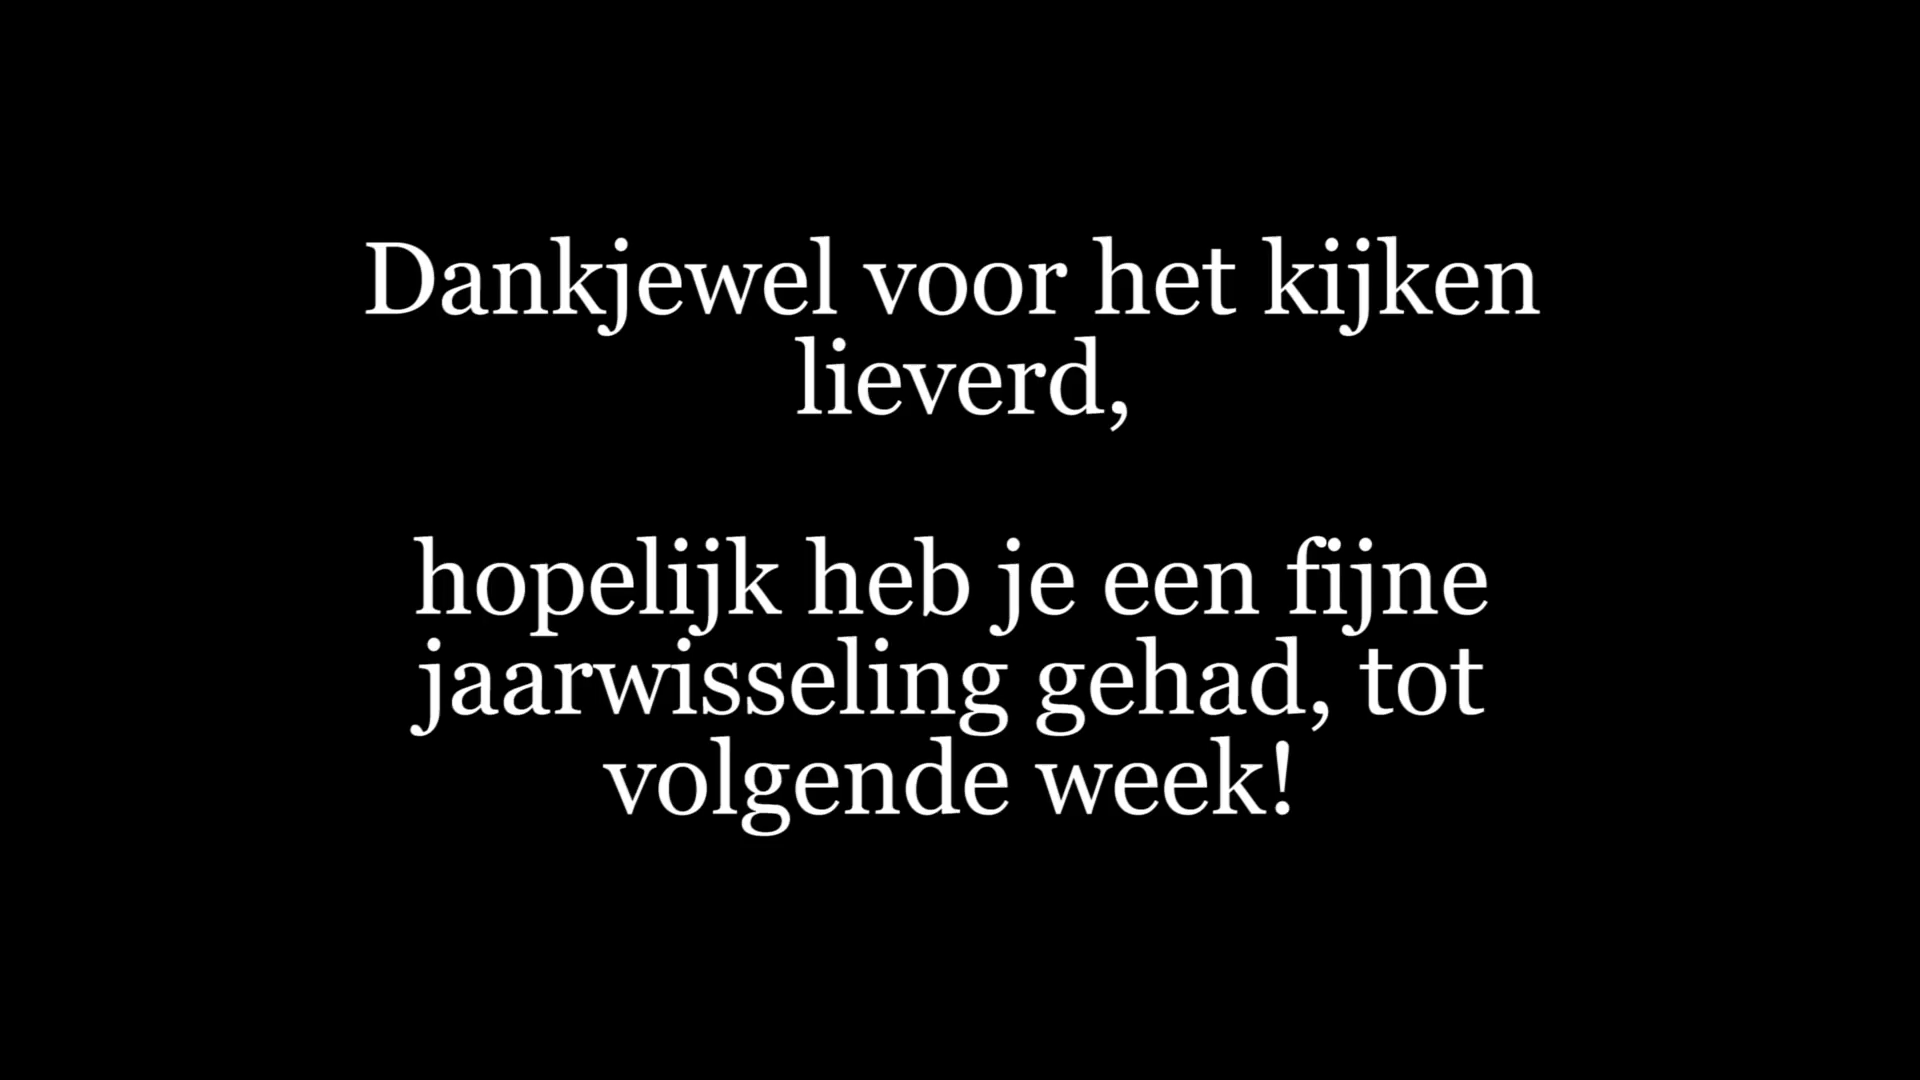 Dankjewel voor het kijken
lieverd,
hopelijk heb je een fijne
jaarwisseling gehad, tot
volgende week!